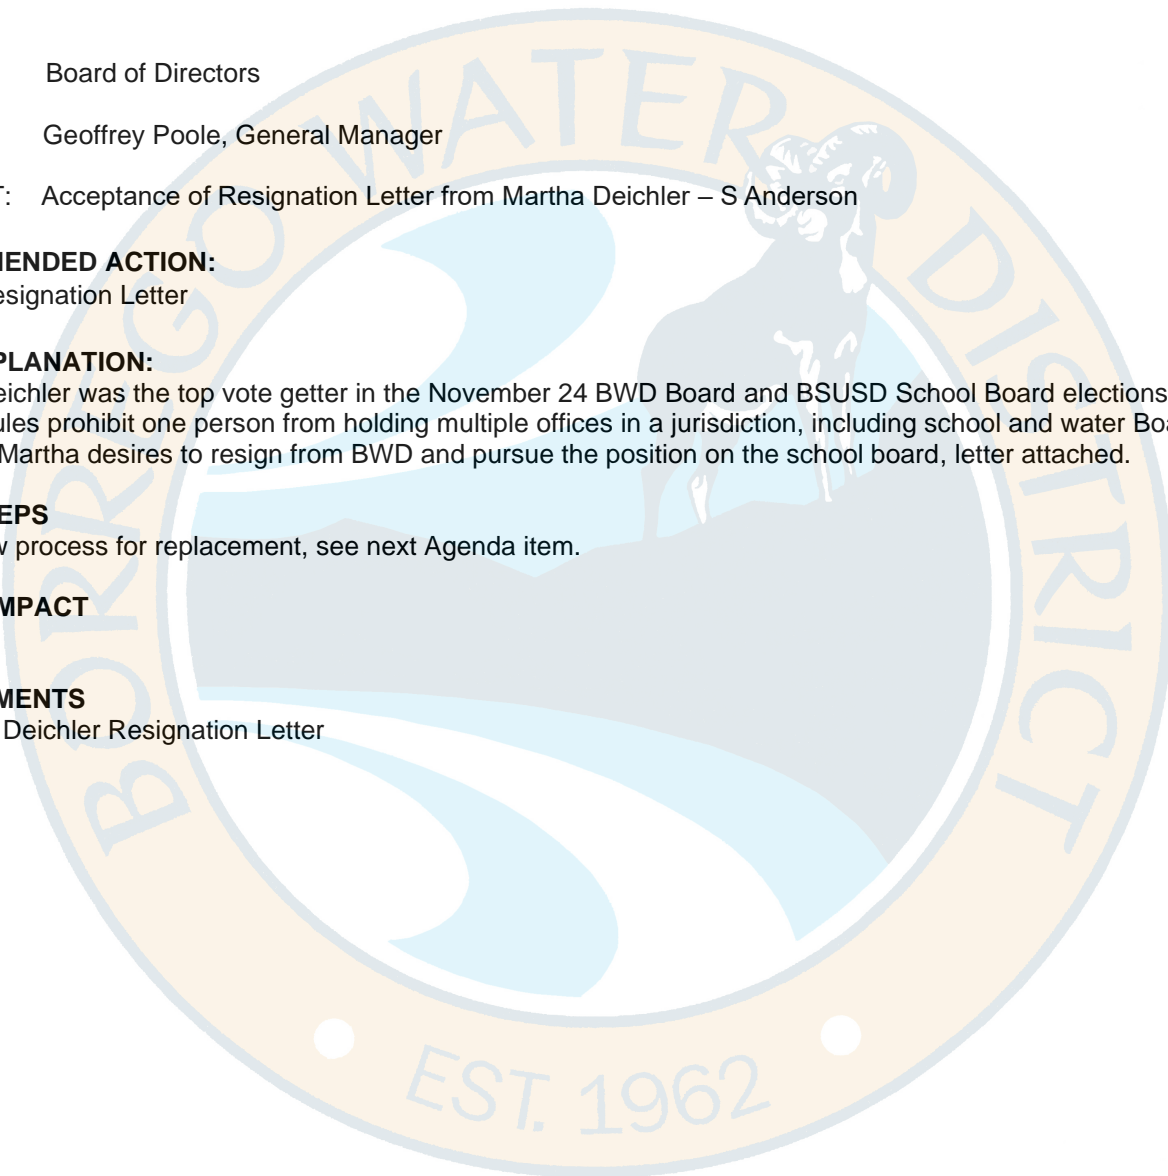 Board of Directors
Geoffrey Poole, General Manager
T: Acceptance of Resignation Letter from Martha Deichler – S Anderson
MENDED ACTION:
esignation Letter
PLANATION:
eichler was the top vote getter in the November 24 BWD Board and BSUSD School Board elections
ules prohibit one person from holding multiple offices in a jurisdiction, including school and water Boa
Martha desires to resign from BWD and pursue the position on the school board, letter attached.
EPS
w process for replacement, see next Agenda item.
MPACT
MENTS
Deichler Resignation Letter
BORREGO WATER DISTRICT
EST. 1962